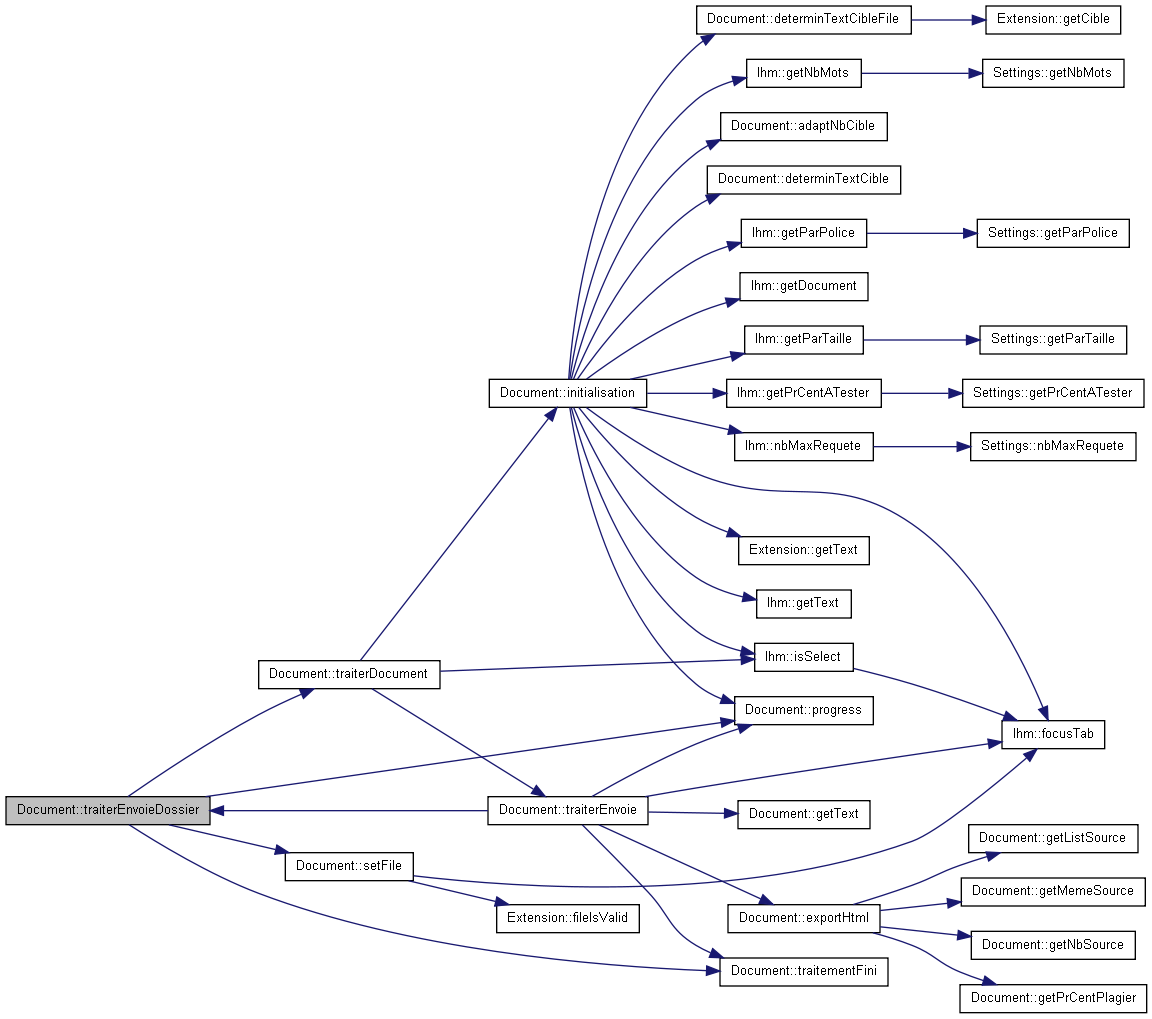 Document::determinTextCibleFile
Extension::getCible
Ihm::getNbMots
Settings::getNbMots
Document::adaptNbCible
Document::determinTextCible
Ihm::getParPolice
Settings::getParPolice
Ihm::getDocument
Ihm::getParTaille
Settings::getParTaille
Document::initialisation
Ihm::getPrCentATester
Settings::getPrCentATester
Ihm::nbMaxRequete
Settings::nbMaxRequete
Extension::getText
Ihm::getText
Ihm::isSelect
Document::traiterDocument
Document::progress
Ihm::focusTab
Document::traiterEnvoieDossier
Document::traiterEnvoie
Document::getText
Document::getListSource
Document::setFile
Document::getMemeSource
Extension::fileIsValid
Document::exportHtml
Document::getNbSource
Document::traitementFini
Document::getPrCentPlagier